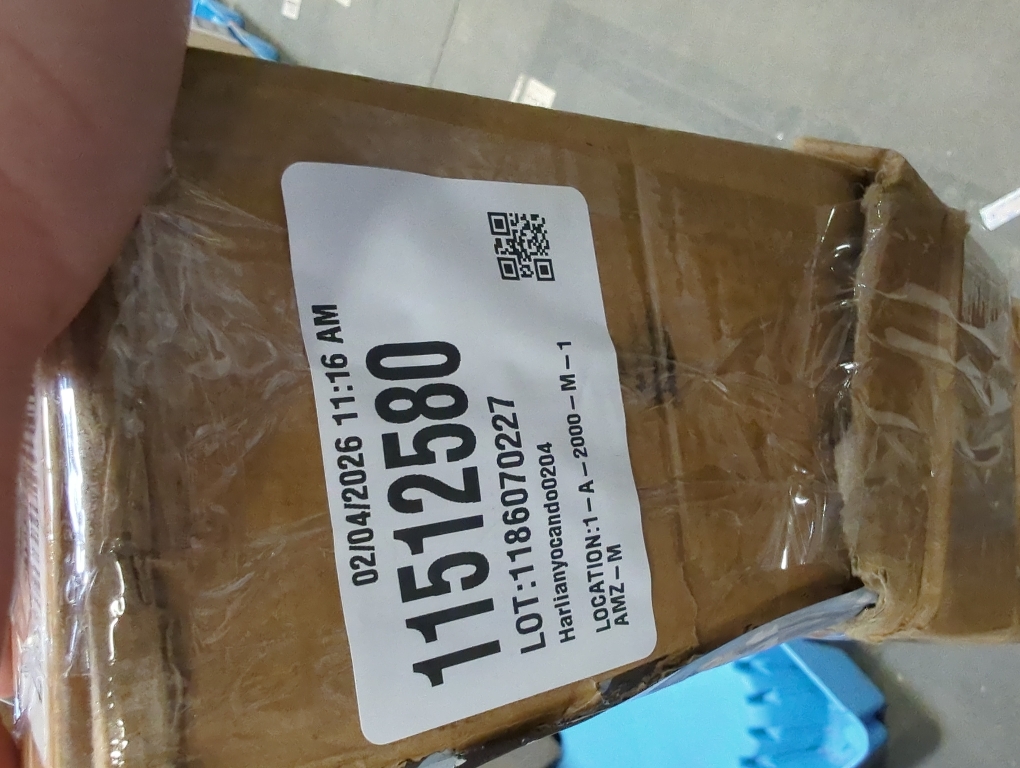 02/04/2026 11:16 AM
11512580
LOT:1186070227
Harlianyocando0204
LOCATION:1-A-2000-M-1
AMZ-M